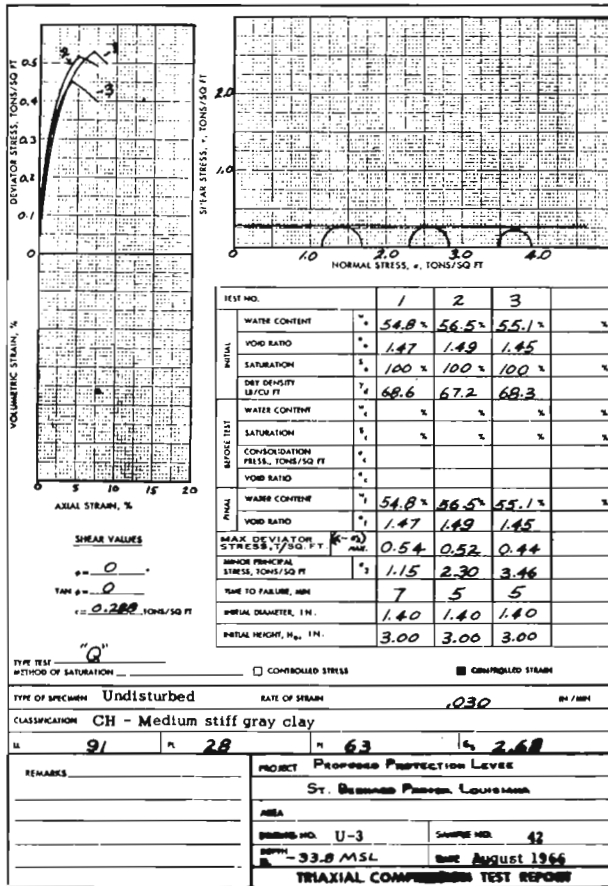 DEVIATOR STRESS, TONS/SQ FT
0.5
0.4
0.3
0.2
0.1
0
2
1
3
VOLUMETRIC STRAIN, %
0 5 10 15 20
AXIAL STRAIN, %
SHEAR STRESS, τ, TONS/SQ FT
2.0
1.0
0 1.0 2.0 3.0 4.0
NORMAL STRESS, σ, TONS/SQ FT
TEST NO. 1 2 3
INITIAL
WATER CONTENT 54.8 % 56.5 % 55.1 % %
VOID RATIO 1.47 1.49 1.45
SATURATION 100 % 100 % 100 % %
DRY DENSITY LB/CU FT 68.6 67.2 68.3
BEFORE TEST
WATER CONTENT % % % %
SATURATION % % % %
CONSOLIDATION PRESS., TONS/SQ FT
VOID RATIO
FINAL
WATER CONTENT 54.8 % 56.5 % 55.1 % %
VOID RATIO 1.47 1.49 1.45
MAX DEVIATOR STRESS, T/SQ. FT. MAX. 0.54 0.52 0.44
MINOR PRINCIPAL STRESS, TONS/SQ FT σ3 1.15 2.30 3.46
TIME TO FAILURE, MIN 7 5 5
INITIAL DIAMETER, IN. 1.40 1.40 1.40
INITIAL HEIGHT, H₀, IN. 3.00 3.00 3.00
SHEAR VALUES
φ = 0 °
TAN φ = 0
TONS/SQ FT
TYPE TEST "Q"
METHOD OF SATURATION
☐ CONTROLLED STRESS ■ CONTROLLED STRAIN
TYPE OF SPECIMEN Undisturbed RATE OF STRAIN .030 IN/MIN
CLASSIFICATION CH - Medium stiff gray clay
LL 91 PL 28 PI 63 Gs 2.68
REMARKS
PROJECT PROPOSED PROTECTION LEVEE
ST. BERNARD PARISH, LOUISIANA
AREA
BORING NO. U-3 SAMPLE NO. 42
DEPTH EL -33.8 MSL DATE August 1966
TRIAXIAL COMPRESSION TEST REPORT